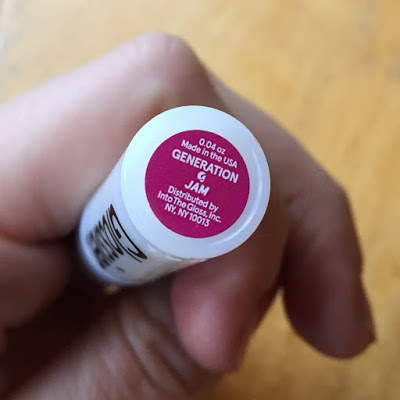 0.04 oz
Made in the USA
GENERATION
G
JAM
Distributed by
Into The Gloss, Inc.
NY, NY 10013